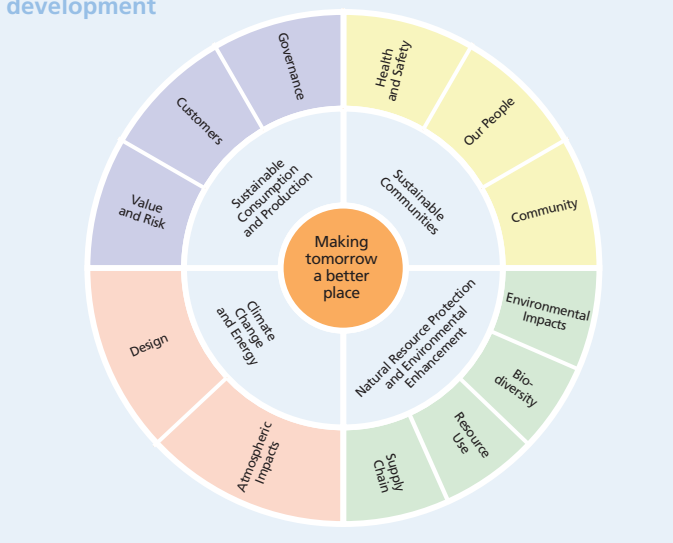 development
Governance
Health
and Safety
Customers
Our People
Value
and Risk
Community
Sustainable
Consumption
and Production
Sustainable
Communities
Making
tomorrow
a better
place
Climate
Change
and Energy
Natural Resource Protection
and Environmental
Enhancement
Design
Atmospheric
Impacts
Environmental
Impacts
Bio-
diversity
Resource
Use
Supply
Chain